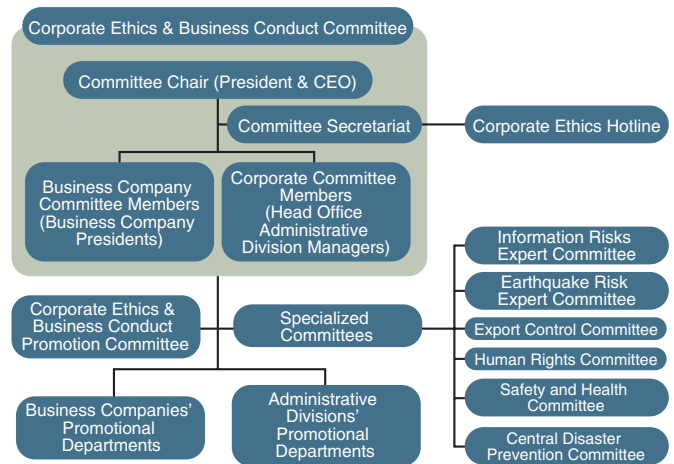 Corporate Ethics & Business Conduct Committee
Committee Chair (President & CEO)
Committee Secretariat
Corporate Ethics Hotline
Business Company
Committee Members
(Business Company
Presidents)
Corporate Committee
Members
(Head Office
Administrative
Division Managers)
Corporate Ethics &
Business Conduct
Promotion Committee
Specialized
Committees
Information Risks
Expert Committee
Earthquake Risk
Expert Committee
Export Control Committee
Human Rights Committee
Safety and Health
Committee
Central Disaster
Prevention Committee
Business Companies’
Promotional
Departments
Administrative
Divisions’
Promotional
Departments